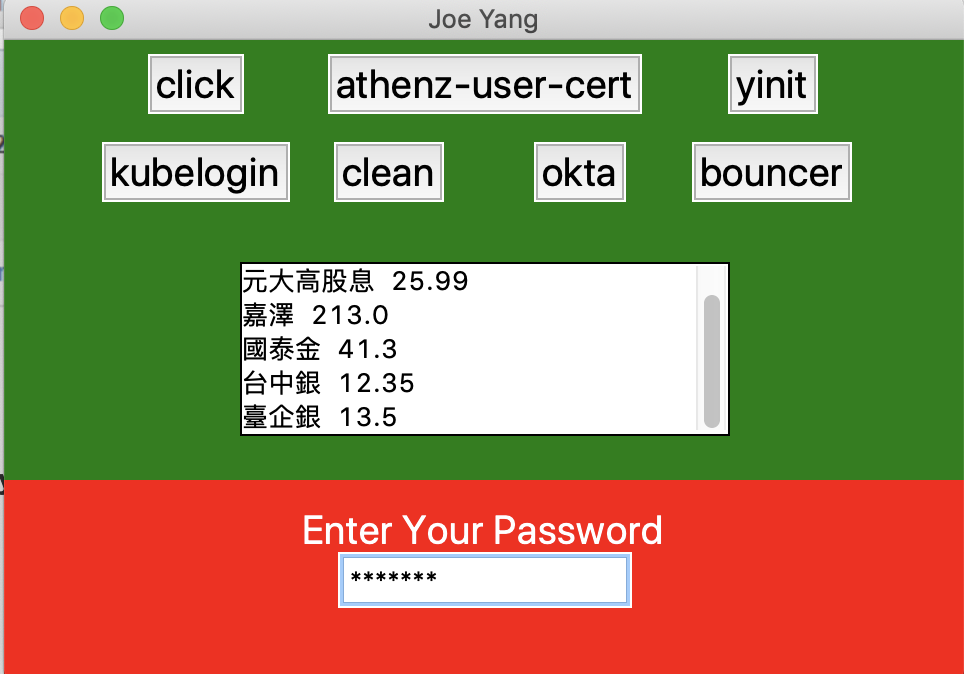 Joe Yang
click athenz-user-cert yinit
kubelogin clean okta bouncer
元大高股息 25.99
嘉澤 213.0
國泰金 41.3
台中銀 12.35
臺企銀 13.5
Enter Your Password
*******